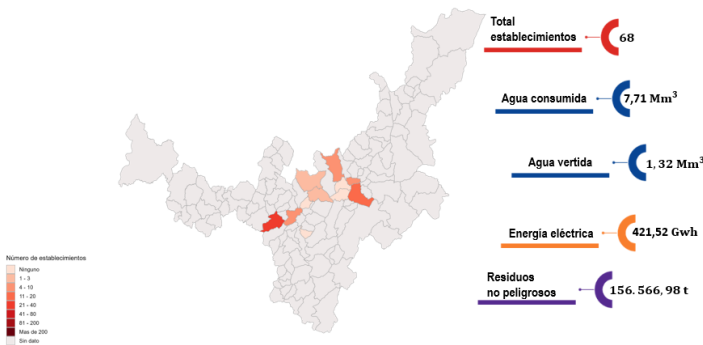 Total
establecimientos
68
Agua consumida
7,71 Mm³
Agua vertida
1,32 Mm³
Energía eléctrica
421,52 Gwh
Residuos
no peligrosos
156.566,98 t
Número de establecimientos
Ninguno
1 - 3
4 - 10
11 - 20
21 - 40
41 - 80
81 - 200
Mas de 200
Sin dato